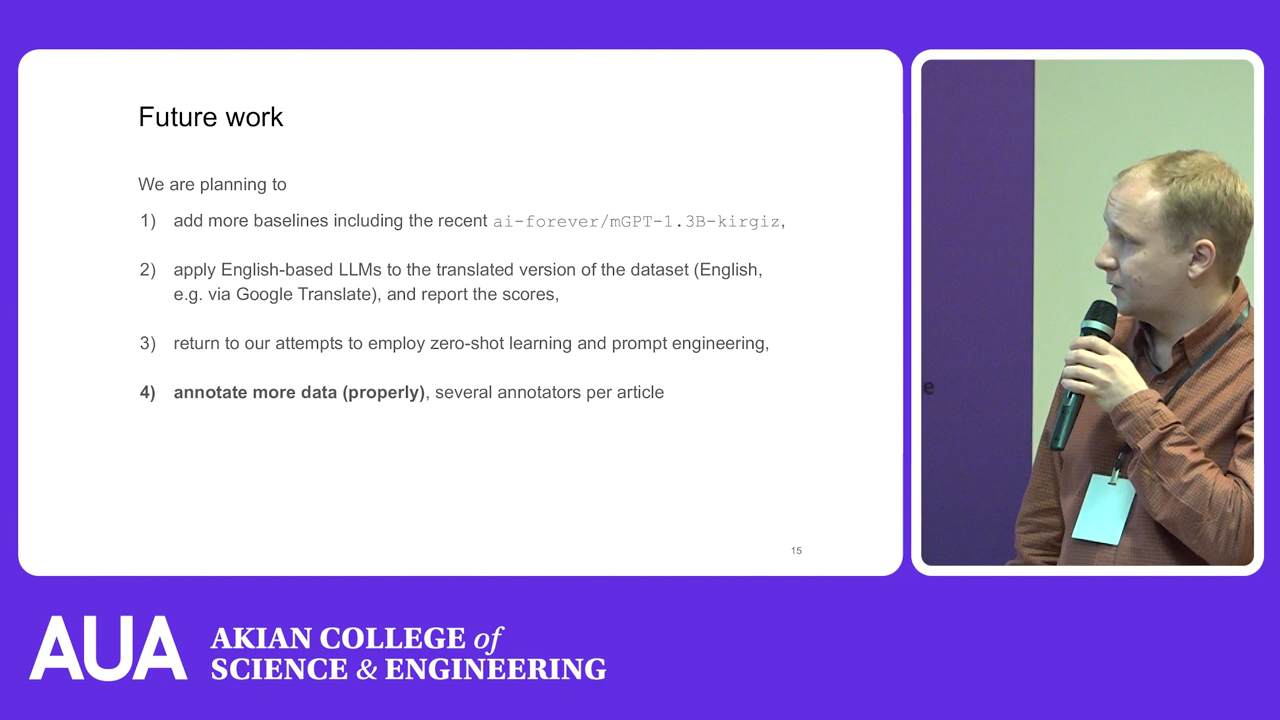 Future work
We are planning to
1) add more baselines including the recent ai-forever/mGPT-1.3B-kirgiz,
2) apply English-based LLMs to the translated version of the dataset (English,
e.g. via Google Translate), and report the scores,
3) return to our attempts to employ zero-shot learning and prompt engineering,
4) annotate more data (properly), several annotators per article
15
e
AUA
AKIAN COLLEGE of
SCIENCE & ENGINEERING